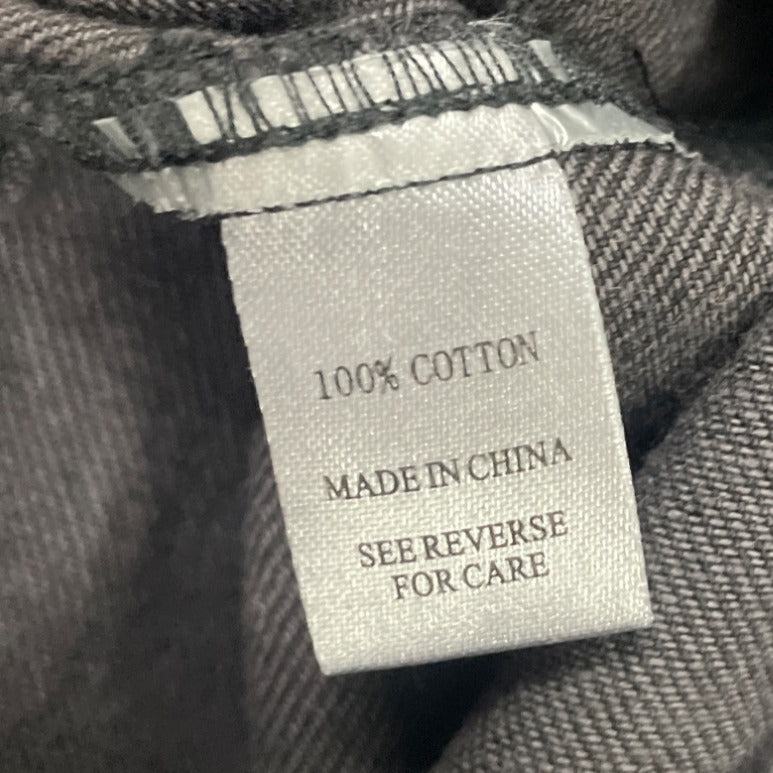 100% COTTON
MADE IN CHINA
SEE REVERSE
FOR CARE